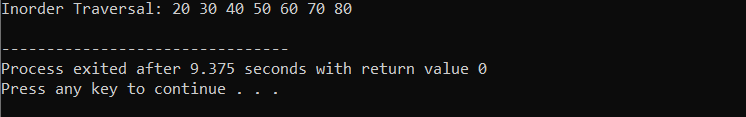 Inorder Traversal: 20 30 40 50 60 70 80
--------------------------------
Process exited after 9.375 seconds with return value 0
Press any key to continue . . .